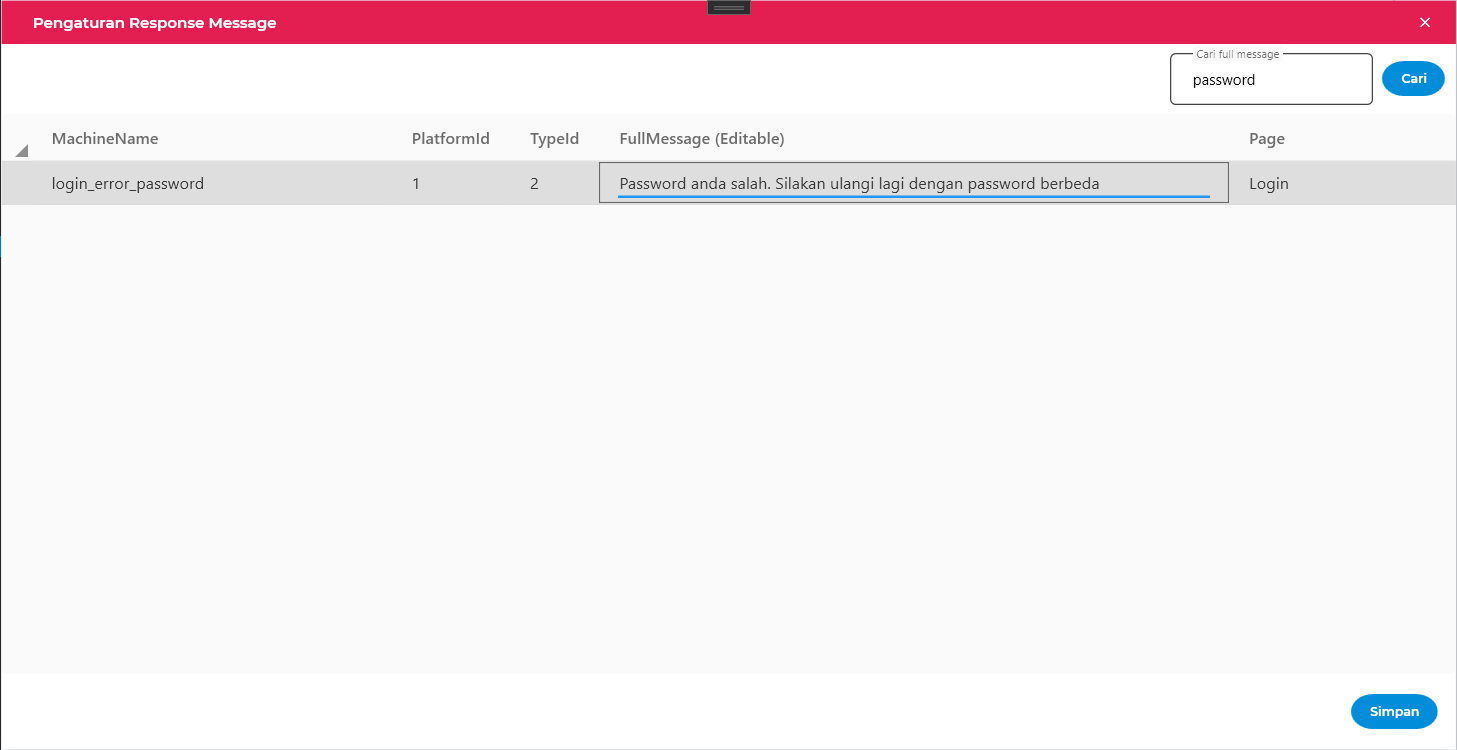 Pengaturan Response Message
Cari full message
password
Cari
MachineName PlatformId TypeId FullMessage (Editable) Page
login_error_password 1 2 Password anda salah. Silakan ulangi lagi dengan password berbeda Login
Simpan